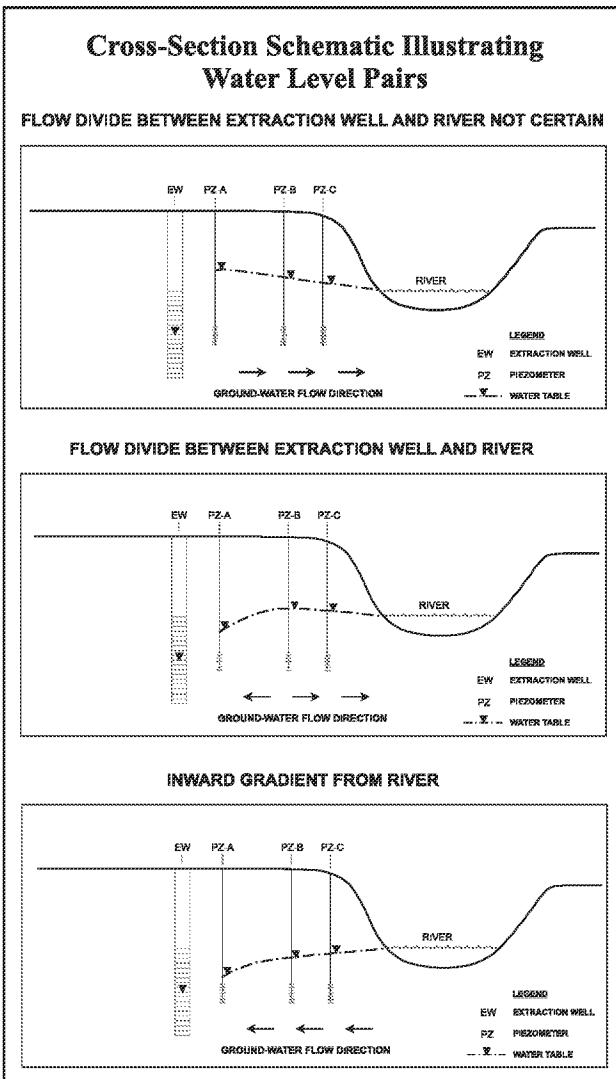 Cross-Section Schematic Illustrating
Water Level Pairs
FLOW DIVIDE BETWEEN EXTRACTION WELL AND RIVER NOT CERTAIN
EW PZ-A PZ-B PZ-C
RIVER
LEGEND
EW EXTRACTION WELL
PZ PIEZOMETER
WATER TABLE
GROUND-WATER FLOW DIRECTION
FLOW DIVIDE BETWEEN EXTRACTION WELL AND RIVER
EW PZ-A PZ-B PZ-C
RIVER
LEGEND
EW EXTRACTION WELL
PZ PIEZOMETER
WATER TABLE
GROUND-WATER FLOW DIRECTION
INWARD GRADIENT FROM RIVER
EW PZ-A PZ-B PZ-C
RIVER
LEGEND
EW EXTRACTION WELL
PZ PIEZOMETER
WATER TABLE
GROUND-WATER FLOW DIRECTION